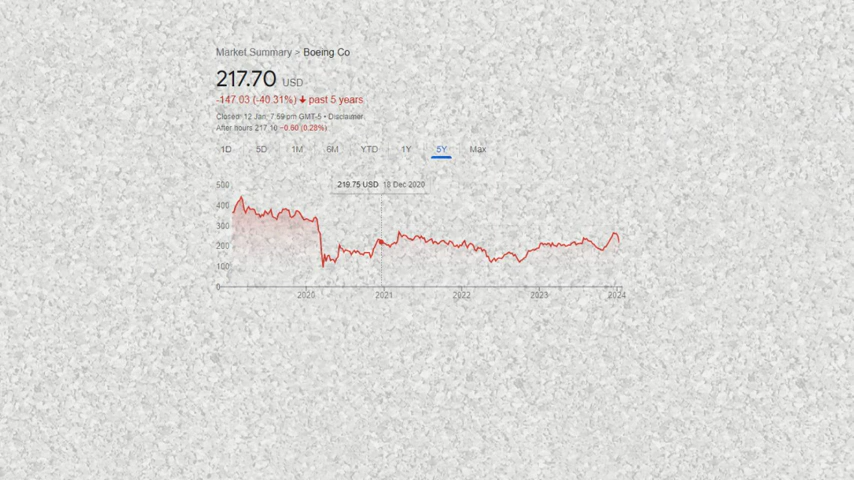 Market Summary > Boeing Co
217.70 USD
-147.03 (-40.31%) ↓ past 5 years
Closed: 12 Jan, 7:59 pm GMT-5 • Disclaimer
After hours 217.10 −0.60 (0.28%)
1D 5D 1M 6M YTD 1Y 5Y Max
219.75 USD 18 Dec 2020
500
400
300
200
100
0
2020 2021 2022 2023 2024